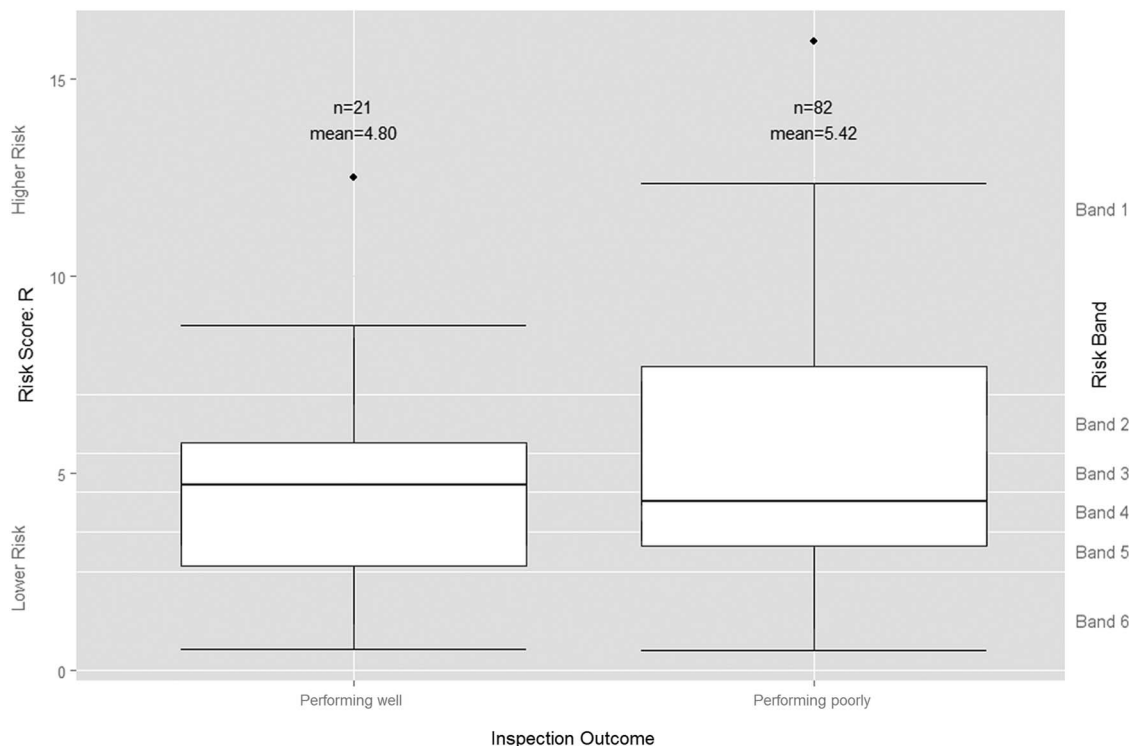 15
10
5
0
Higher Risk
Risk Score: R
Lower Risk
n=21
mean=4.80
n=82
mean=5.42
Band 1
Band 2
Band 3
Band 4
Band 5
Band 6
Risk Band
Performing well
Performing poorly
Inspection Outcome